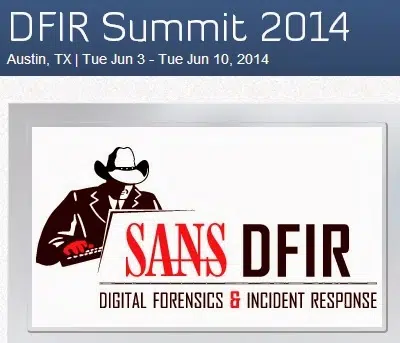 DFIR Summit 2014
Austin, TX | Tue Jun 3 - Tue Jun 10, 2014
SANS DFIR
DIGITAL FORENSICS & INCIDENT RESPONSE